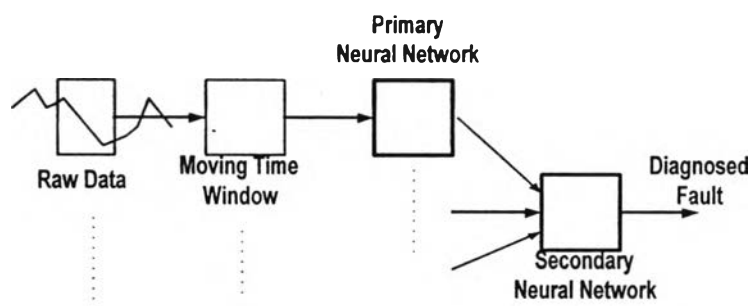 Primary
Neural Network
Raw Data
Moving Time
Window
Diagnosed
Fault
Secondary
Neural Network